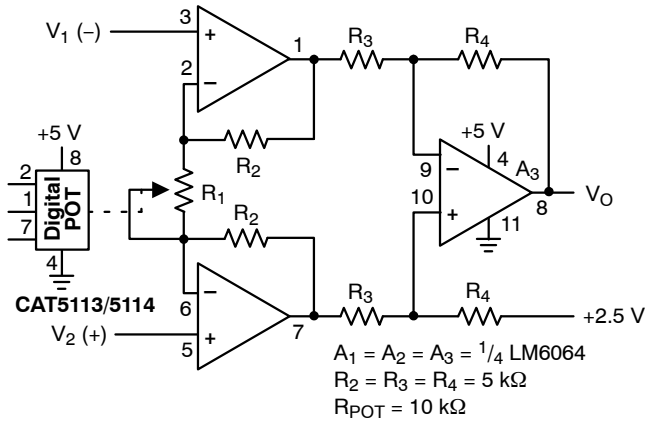 V1 (–)
3
+
2
–
1
R3
R4
+5 V
8
2
1
7
Digital
POT
4
CAT5113/5114
R2
R1
R2
+5 V
4
A3
9
–
10
+
11
8
VO
6
–
5
+
7
V2 (+)
R3
R4
+2.5 V
A1 = A2 = A3 = 1/4 LM6064
R2 = R3 = R4 = 5 kΩ
RPOT = 10 kΩ